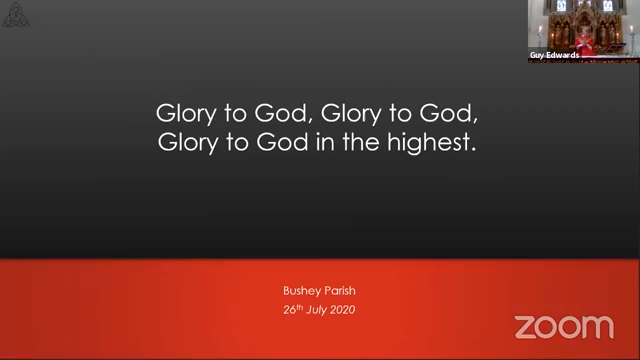 Guy Edwards
Glory to God, Glory to God,
Glory to God in the highest.
Bushey Parish
26th July 2020
zoom